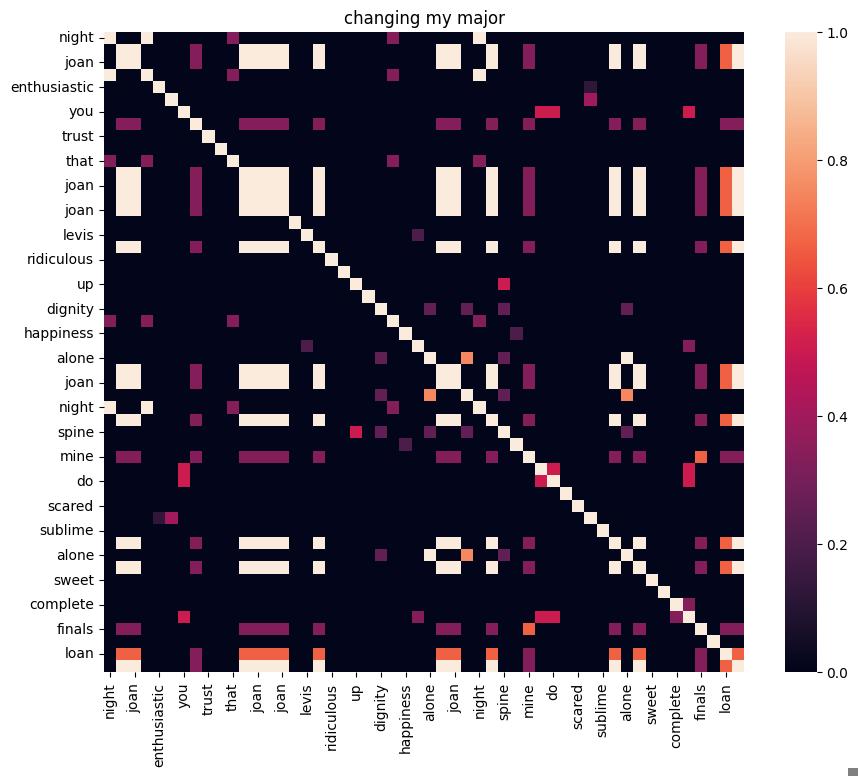 changing my major
night
joan
enthusiastic
you
trust
that
joan
joan
levis
ridiculous
up
dignity
happiness
alone
joan
night
spine
mine
do
scared
sublime
alone
sweet
complete
finals
loan
1.0
0.8
0.6
0.4
0.2
0.0
night
joan
enthusiastic
you
trust
that
joan
joan
levis
ridiculous
up
dignity
happiness
alone
joan
night
spine
mine
do
scared
sublime
alone
sweet
complete
finals
loan